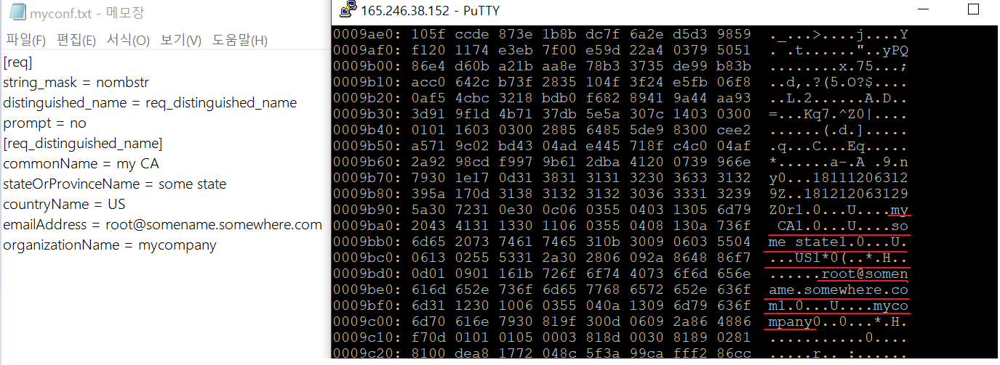 myconf.txt - 메모장
파일(F) 편집(E) 서식(O) 보기(V) 도움말(H)
[req]
string_mask = nombstr
distinguished_name = req_distinguished_name
prompt = no
[req_distinguished_name]
commonName = my CA
stateOrProvinceName = some state
countryName = US
emailAddress = root@somename.somewhere.com
organizationName = mycompany
165.246.38.152 - PuTTY
0009ae0: 105f ccde 873e 1b8b dc7f 6a2e d5d3 9859 ._...>....j....Y
0009af0: f120 1174 e3eb 7f00 e59d 22a4 0379 5051 . .t......"..yPQ
0009b00: 86e4 d60b a21b aa8e 78b3 3735 de99 b83b ........x.75...;
0009b10: acc0 642c b73f 2835 104f 3f24 e5fb 06f8 ..d,.?(5.O?$....
0009b20: 0af5 4cbc 3218 bdb0 f682 8941 9a44 aa93 ..L.2......A.D..
0009b30: 3d91 9f1d 4b71 37db 5e5a 307c 1403 0300 =...Kq7.^Z0|....
0009b40: 0101 1603 0300 2885 6485 5de9 8300 cee2 ......(.d.].....
0009b50: a571 9c02 bd43 04ad e445 718f c4c0 04af .q...C...Eq.....
0009b60: 2a92 98cd f997 9b61 2dba 4120 0739 966e *......a-.A .9.n
0009b70: 7930 1e17 0d31 3831 3131 3230 3633 3132 y0...18111206312
0009b80: 395a 170d 3138 3132 3132 3036 3331 3239 9Z..181212063129
0009b90: 5a30 7231 0e30 0c06 0355 0403 1305 6d79 Z0r1.0...U....my
0009ba0: 2043 4131 1330 1106 0355 0408 130a 736f  CA1.0...U....so
0009bb0: 6d65 2073 7461 7465 310b 3009 0603 5504 me state1.0...U.
0009bc0: 0613 0255 5331 2a30 2806 092a 8648 86f7 ...US1*0(..*.H..
0009bd0: 0d01 0901 161b 726f 6f74 4073 6f6d 656e ......root@somen
0009be0: 616d 652e 736f 6d65 7768 6572 652e 636f ame.somewhere.co
0009bf0: 6d31 1230 1006 0355 040a 1309 6d79 636f m1.0...U....myco
0009c00: 6d70 616e 7930 819f 300d 0609 2a86 4886 mpany0..0...*.H.
0009c10: f70d 0101 0105 0003 818d 0030 8189 0281 ...........0....
0009c20: 8100 dea8 1772 048c 5f3a 99ca fff2 86cc .....r.._:......